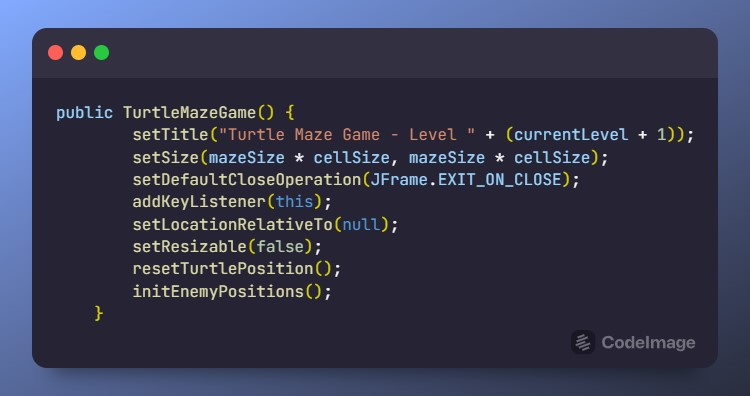 public TurtleMazeGame() {
        setTitle("Turtle Maze Game - Level " + (currentLevel + 1));
        setSize(mazeSize * cellSize, mazeSize * cellSize);
        setDefaultCloseOperation(JFrame.EXIT_ON_CLOSE);
        addKeyListener(this);
        setLocationRelativeTo(null);
        setResizable(false);
        resetTurtlePosition();
        initEnemyPositions();
    }
CodeImage